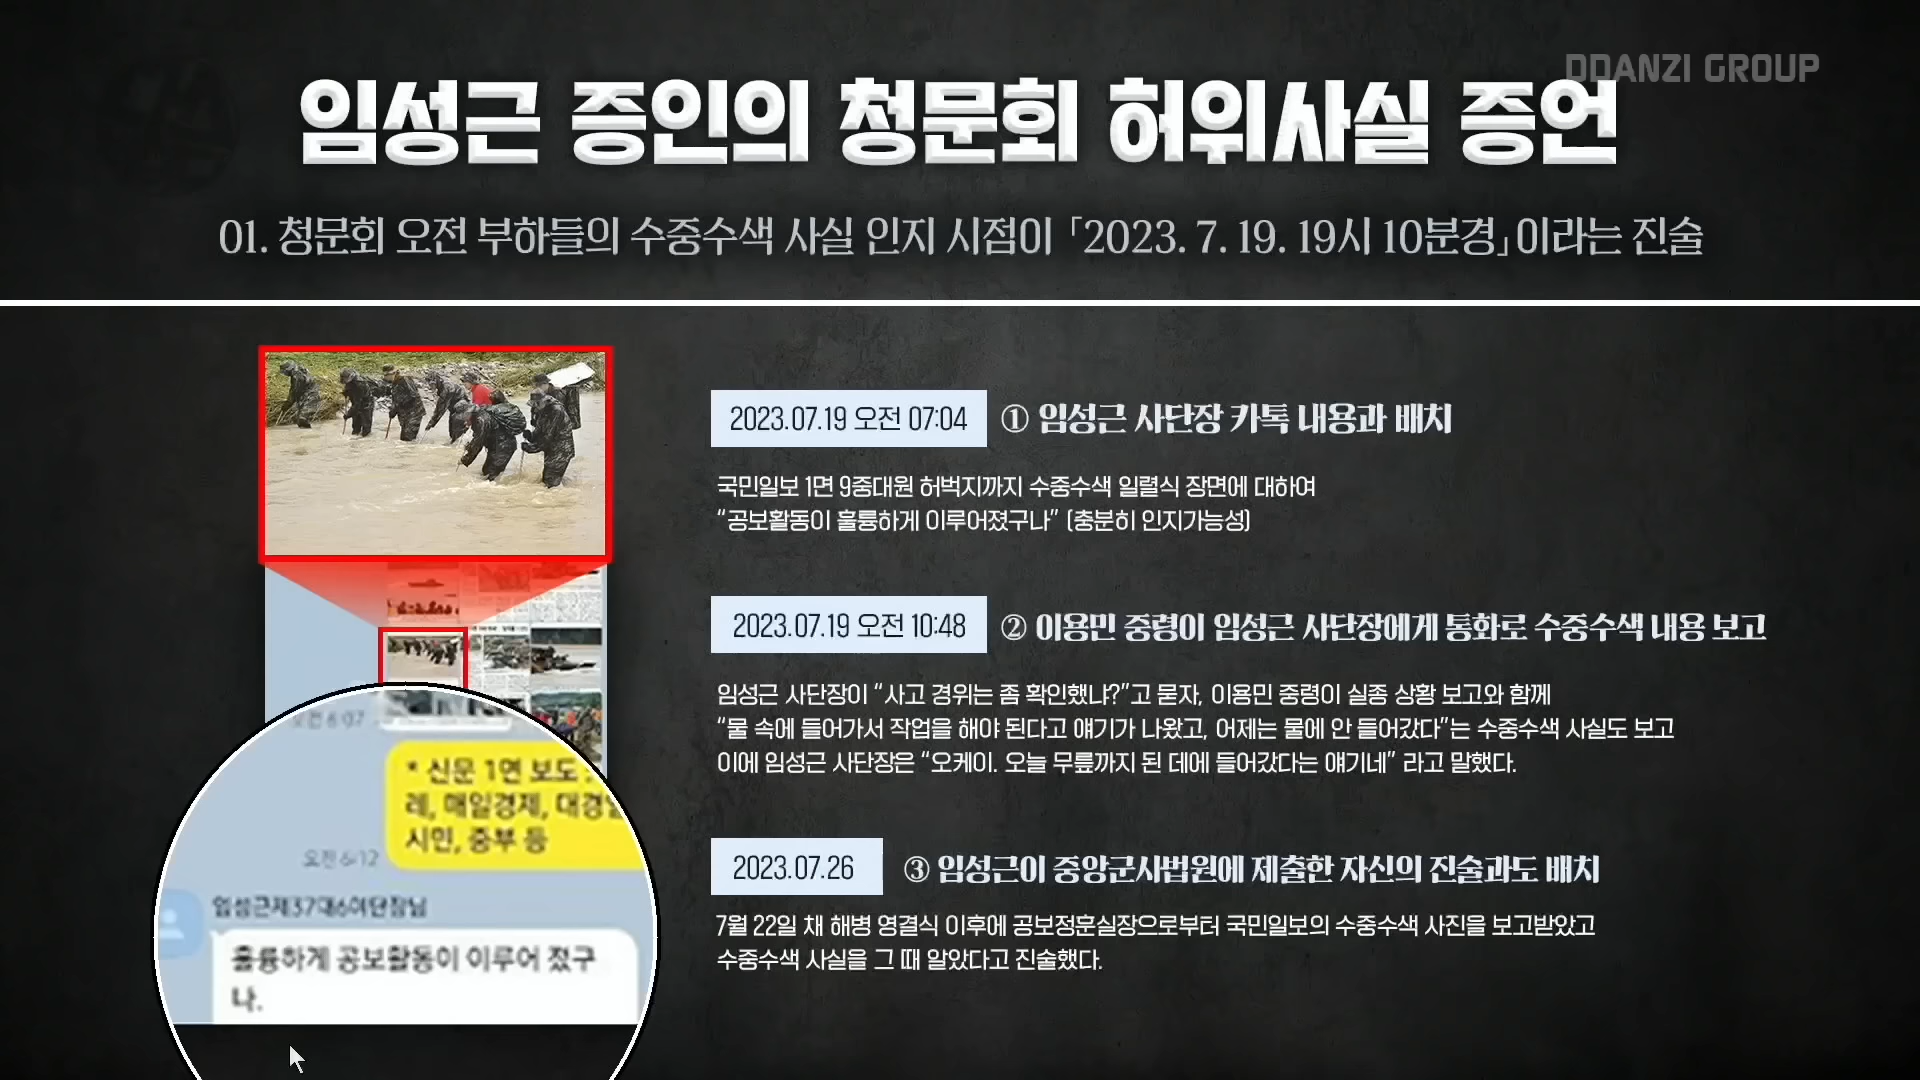 DDANZI GROUP
임성근 증인의 청문회 허위사실 증언
01. 청문회 오전 부하들의 수중수색 사실 인지 시점이 「2023. 7. 19. 19시 10분경」이라는 진술
2023.07.19 오전 07:04
① 임성근 사단장 카톡 내용과 배치
국민일보 1면 9중대원 허벅지까지 수중수색 일렬식 장면에 대하여
“공보활동이 훌륭하게 이루어졌구나” (충분히 인지가능성)
2023.07.19 오전 10:48
② 이용민 중령이 임성근 사단장에게 통화로 수중수색 내용 보고
임성근 사단장이 “사고 경위는 좀 확인했냐?”고 묻자, 이용민 중령이 실종 상황 보고와 함께
“물 속에 들어가서 작업을 해야 된다고 얘기가 나왔고, 어제는 물에 안 들어갔다”는 수중수색 사실도 보고
이에 임성근 사단장은 “오케이. 오늘 무릎까지 된 데에 들어갔다는 얘기네” 라고 말했다.
2023.07.26
③ 임성근이 중앙군사법원에 제출한 자신의 진술과도 배치
7월 22일 채 해병 영결식 이후에 공보정훈실장으로부터 국민일보의 수중수색 사진을 보고받았고
수중수색 사실을 그 때 알았다고 진술했다.
오전 6:07
* 신문 1면 보도 :
레, 매일경제, 대경일
시민, 중부 등
오전 6:12
임성근제37대6여단장님
훌륭하게 공보활동이 이루어 졌구
나.